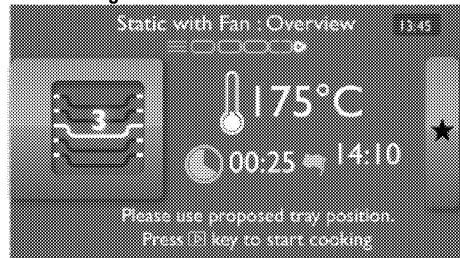 Static with Fan : Overview
13:45
3
175°C
00:25 14:10
Please use proposed tray position.
Press key to start cooking